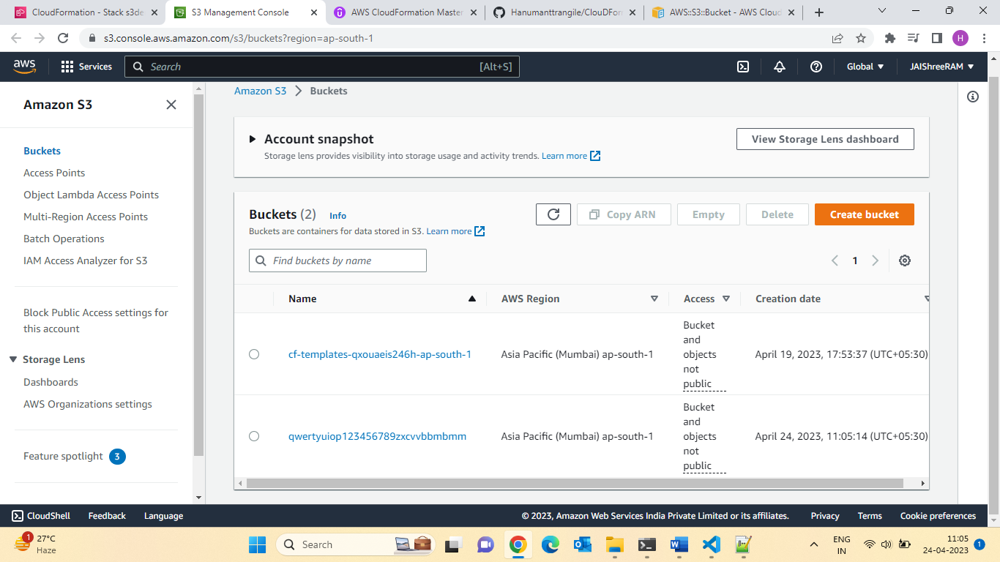 CloudFormation - Stack s3de
S3 Management Console
AWS CloudFormation Master
Hanumanttrangile/ClouDForm
AWS::S3::Bucket - AWS Cloud
s3.console.aws.amazon.com/s3/buckets?region=ap-south-1
H
aws
Services
Search
[Alt+S]
Global
JAIShreeRAM
Amazon S3
Buckets
Access Points
Object Lambda Access Points
Multi-Region Access Points
Batch Operations
IAM Access Analyzer for S3
Block Public Access settings for
this account
Storage Lens
Dashboards
AWS Organizations settings
Feature spotlight 3
Amazon S3 Buckets
Account snapshot
Storage lens provides visibility into storage usage and activity trends. Learn more
View Storage Lens dashboard
Buckets (2) Info
Buckets are containers for data stored in S3. Learn more
Copy ARN
Empty
Delete
Create bucket
Find buckets by name
1
Name
AWS Region
Access
Creation date
cf-templates-qxouaeis246h-ap-south-1
Asia Pacific (Mumbai) ap-south-1
Bucket
and
objects
not
public
April 19, 2023, 17:53:37 (UTC+05:30)
qwertyuiop123456789zxcvvbbmbmm
Asia Pacific (Mumbai) ap-south-1
Bucket
and
objects
not
public
April 24, 2023, 11:05:14 (UTC+05:30)
CloudShell
Feedback
Language
© 2023, Amazon Web Services India Private Limited or its affiliates.
Privacy
Terms
Cookie preferences
1
27°C
Haze
Search
ENG
IN
11:05
24-04-2023
1